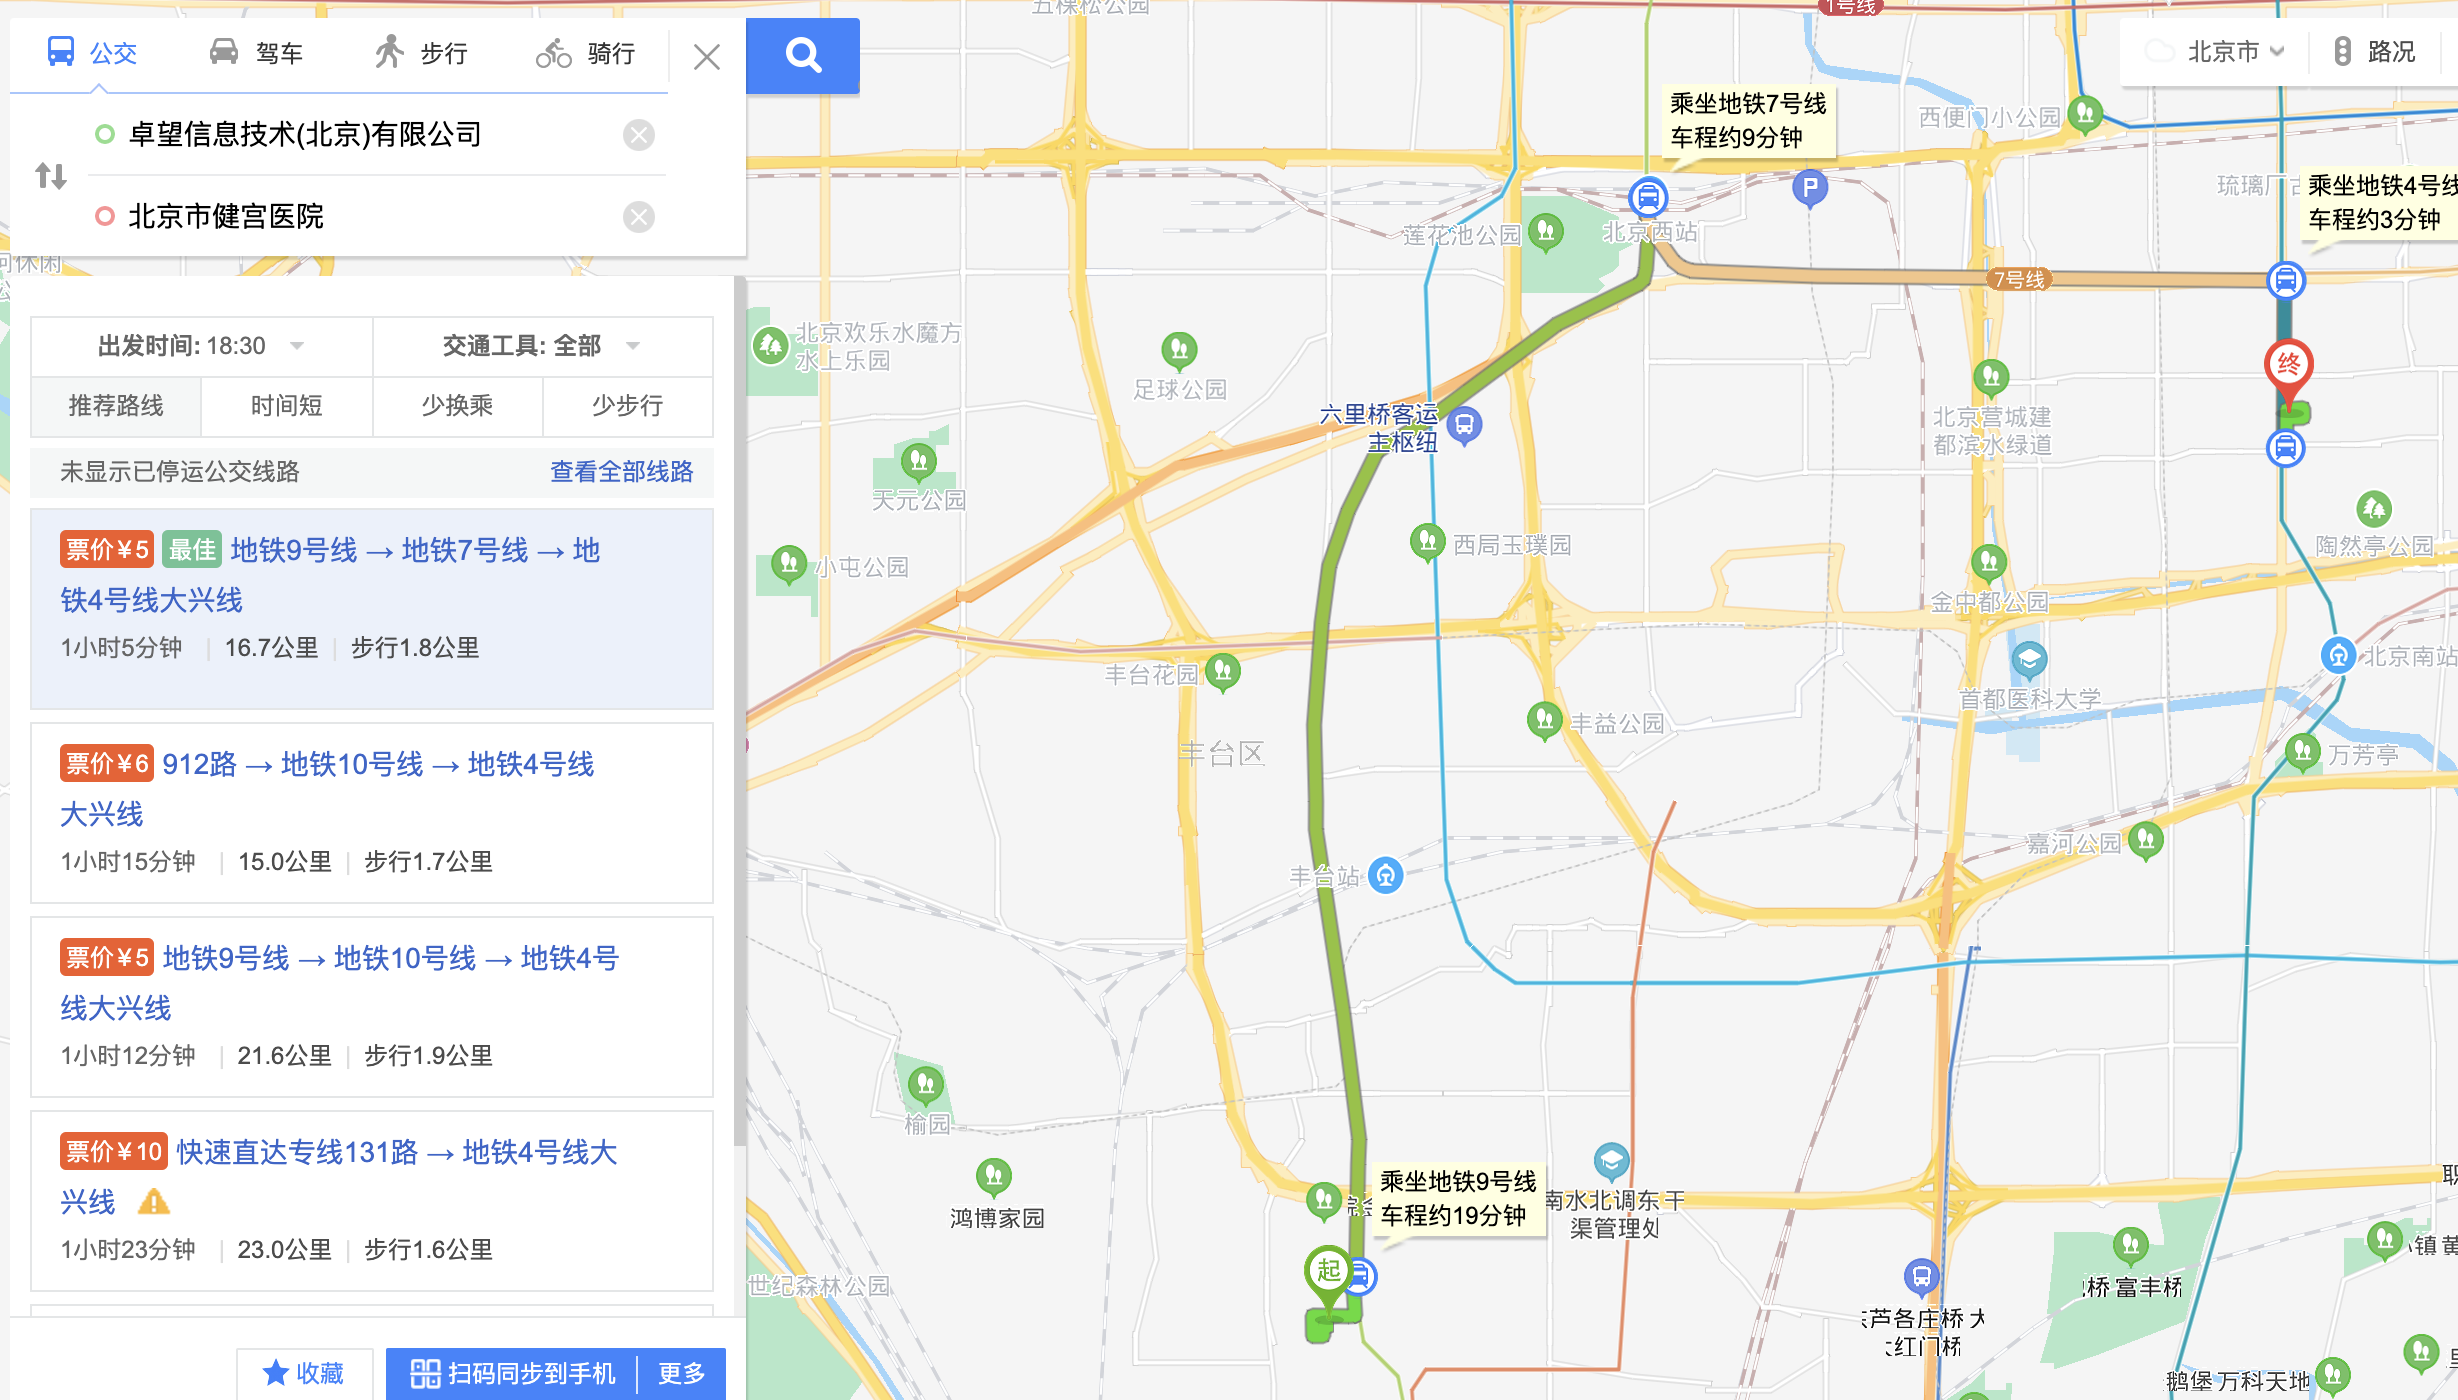 公交
驾车
步行
骑行
卓望信息技术(北京)有限公司
北京市健宫医院
出发时间: 18:30
交通工具: 全部
推荐路线
时间短
少换乘
少步行
未显示已停运公交线路
查看全部线路
票价¥5 最佳 地铁9号线 → 地铁7号线 → 地
铁4号线大兴线
1小时5分钟 | 16.7公里 | 步行1.8公里
票价¥6 912路 → 地铁10号线 → 地铁4号线
大兴线
1小时15分钟 | 15.0公里 | 步行1.7公里
票价¥5 地铁9号线 → 地铁10号线 → 地铁4号
线大兴线
1小时12分钟 | 21.6公里 | 步行1.9公里
票价¥10 快速直达专线131路 → 地铁4号线大
兴线
1小时23分钟 | 23.0公里 | 步行1.6公里
收藏
扫码同步到手机
更多
北京市
路况
五棵松公园
1号线
西便门小公园
乘坐地铁7号线
车程约9分钟
琉璃厂
乘坐地铁4号线
车程约3分钟
河休闲
莲花池公园
北京西站
P
7号线
北京欢乐水魔方
水上乐园
足球公园
终
六里桥客运
主枢纽
北京营城建
都滨水绿道
天元公园
西局玉璞园
陶然亭公园
小屯公园
金中都公园
丰台花园
北京南站
首都医科大学
丰益公园
丰台区
万芳亭
嘉河公园
丰台站
榆园
鸿博家园
乘坐地铁9号线
车程约19分钟
南水北调东干
渠管理处
起
世纪森林公园
桥 富丰桥
镇 黄
芦各庄桥 大
红门桥
鹅堡 万科天地